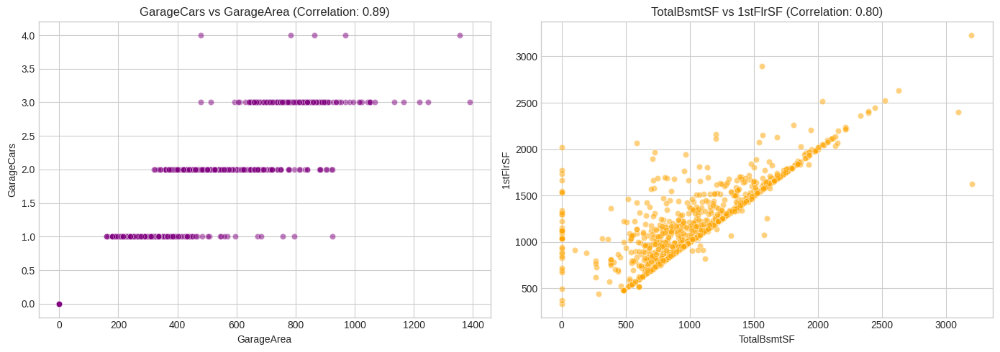 GarageCars vs GarageArea (Correlation: 0.89)
4.0
3.5
3.0
2.5
2.0
1.5
1.0
0.5
0.0
GarageCars
0 200 400 600 800 1000 1200 1400
GarageArea
TotalBsmtSF vs 1stFlrSF (Correlation: 0.80)
3000
2500
2000
1500
1000
500
1stFlrSF
0 500 1000 1500 2000 2500 3000
TotalBsmtSF